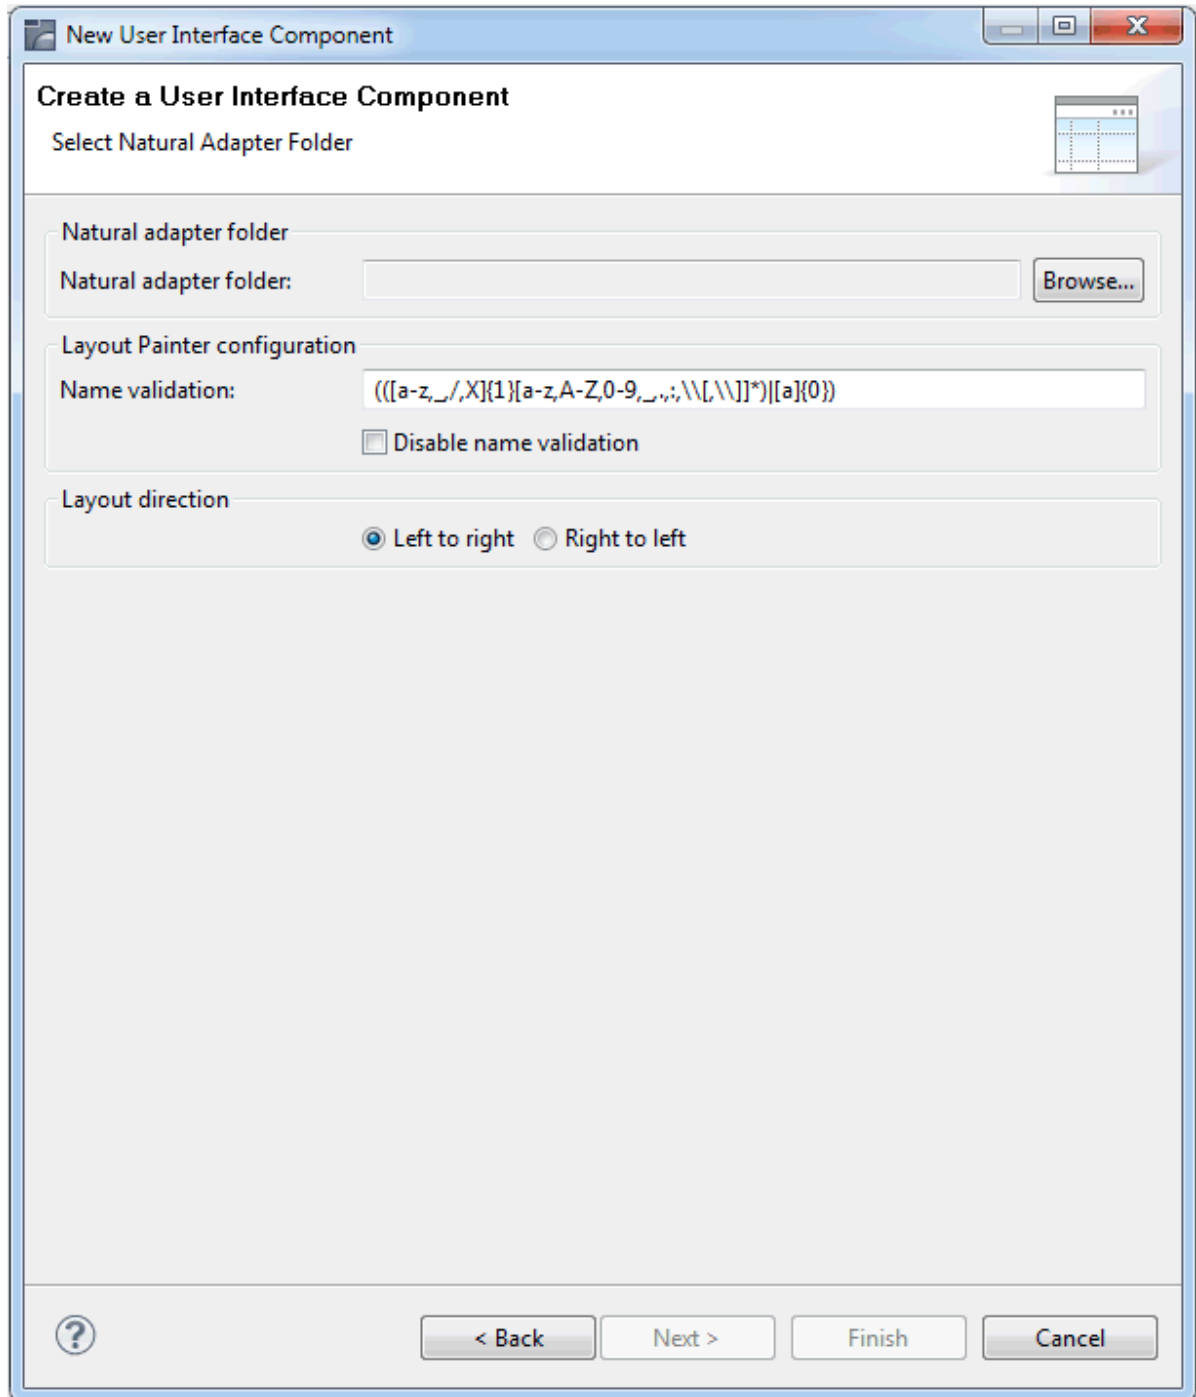 New User Interface Component
Create a User Interface Component
Select Natural Adapter Folder
Natural adapter folder
Natural adapter folder:
Browse...
Layout Painter configuration
Name validation: (([a-z,_,/,X]{1}[a-z,A-Z,0-9,_,.,:,\\[,\\]]*)|[a]{0})
Disable name validation
Layout direction
Left to right Right to left
? < Back Next > Finish Cancel